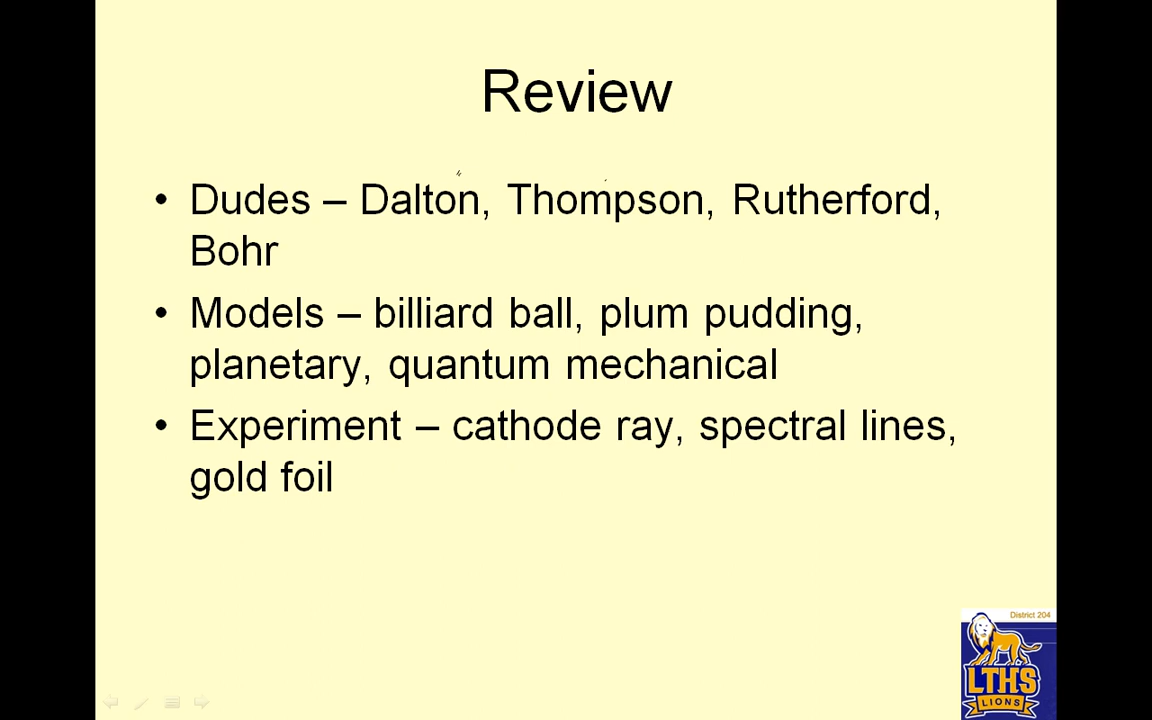 Review
• Dudes – Dalton, Thompson, Rutherford,
Bohr
• Models – billiard ball, plum pudding,
planetary, quantum mechanical
• Experiment – cathode ray, spectral lines,
gold foil
District 204
LTHS
LIONS